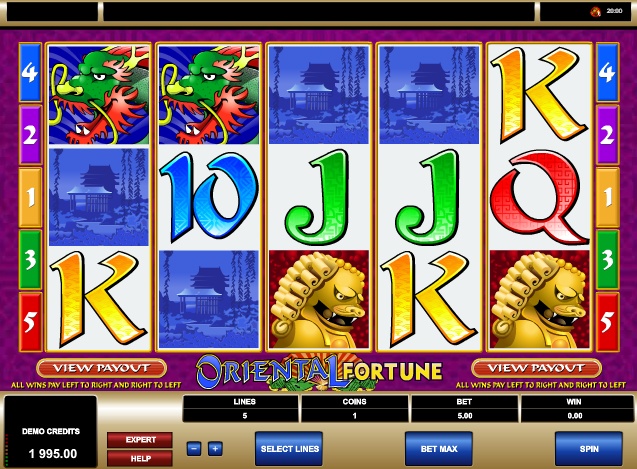 20:00
4
4
K
2
2
10
J
J
Q
1
1
3
3
K
K
5
5
VIEW PAYOUT
ORIENTAL FORTUNE
VIEW PAYOUT
ALL WINS PAY LEFT TO RIGHT AND RIGHT TO LEFT
ALL WINS PAY LEFT TO RIGHT AND RIGHT TO LEFT
LINES
COINS
BET
WIN
5
1
5.00
0.00
DEMO CREDITS
1 995.00
EXPERT
HELP
−
+
SELECT LINES
BET MAX
SPIN